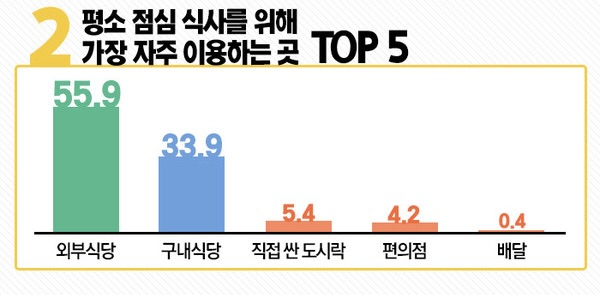 2
평소 점심 식사를 위해
가장 자주 이용하는 곳 TOP 5
55.9
33.9
5.4
4.2
0.4
외부식당
구내식당
직접 싼 도시락
편의점
배달